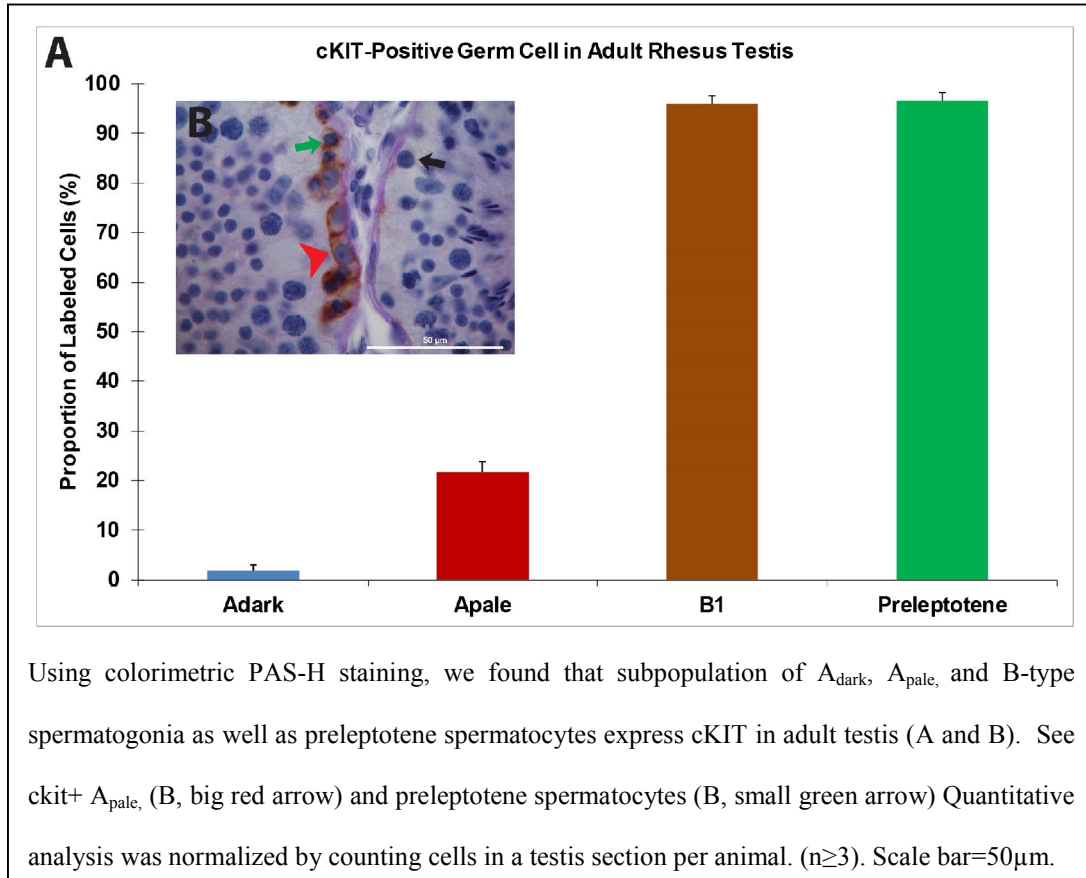 A
cKIT-Positive Germ Cell in Adult Rhesus Testis
Proportion of Labeled Cells (%)
100
90
80
70
60
50
40
30
20
10
0
B
50 µm
Adark Apale B1 Preleptotene
Using colorimetric PAS-H staining, we found that subpopulation of Adark, Apale, and B-type
spermatogonia as well as preleptotene spermatocytes express cKIT in adult testis (A and B). See
ckit+ Apale, (B, big red arrow) and preleptotene spermatocytes (B, small green arrow) Quantitative
analysis was normalized by counting cells in a testis section per animal. (n≥3). Scale bar=50µm.